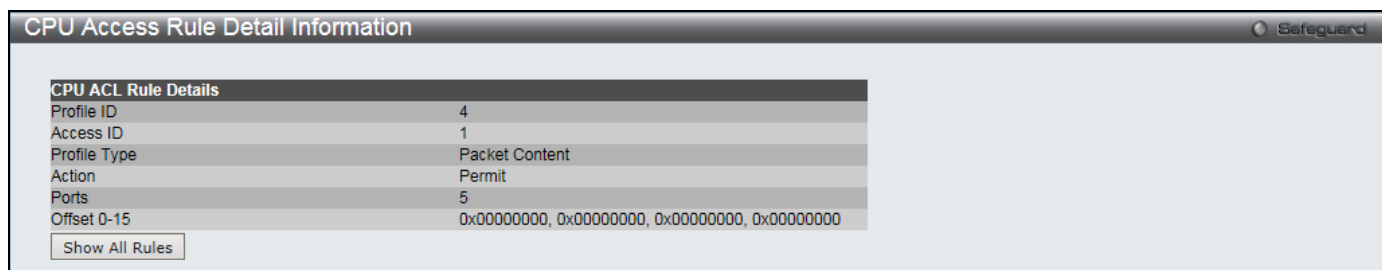 CPU Access Rule Detail Information
Safeguard
CPU ACL Rule Details
Profile ID 4
Access ID 1
Profile Type Packet Content
Action Permit
Ports 5
Offset 0-15 0x00000000, 0x00000000, 0x00000000, 0x00000000
Show All Rules